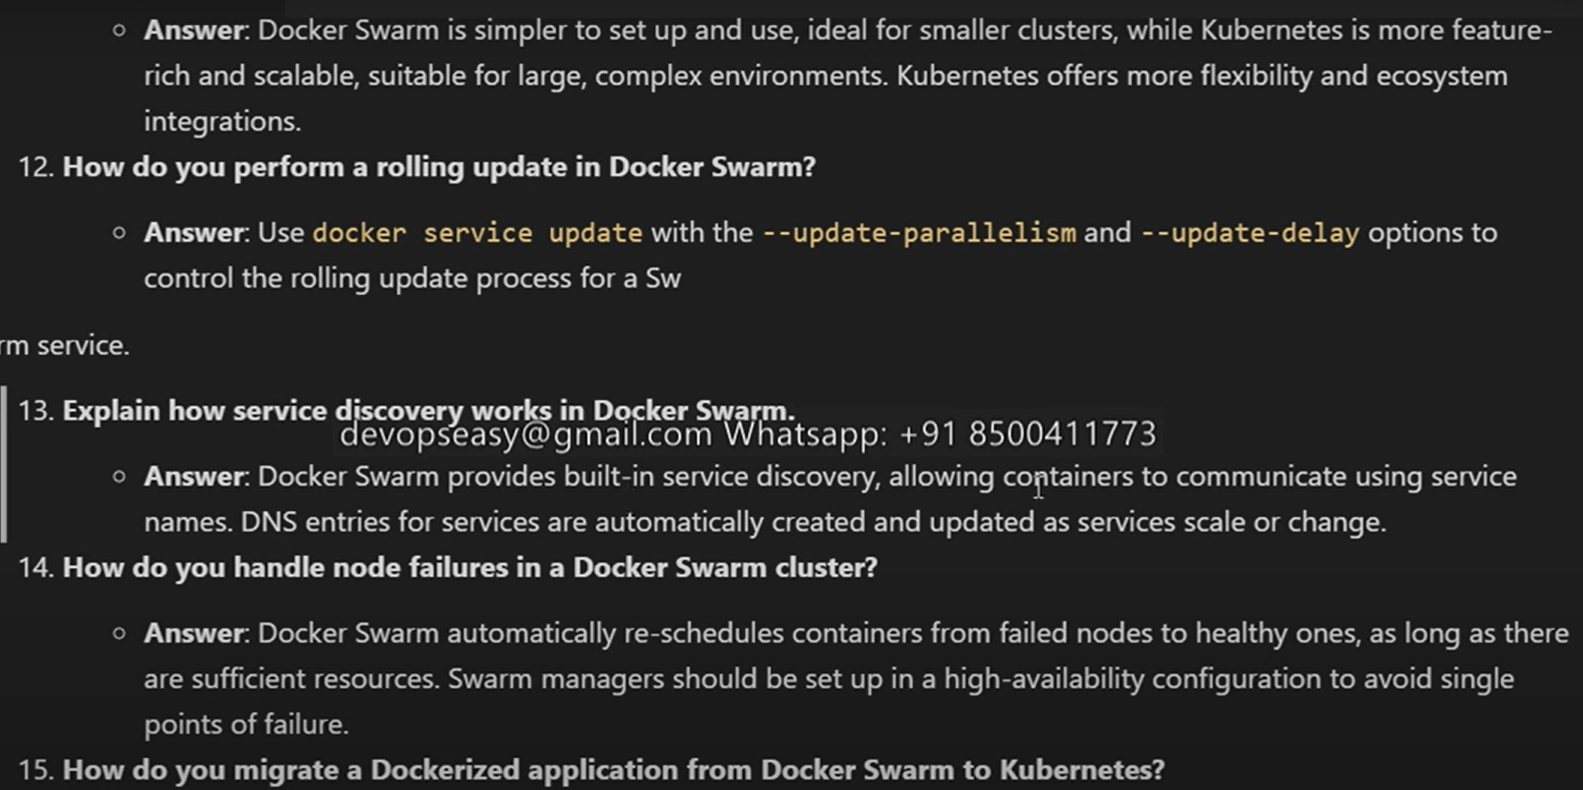 ○ Answer: Docker Swarm is simpler to set up and use, ideal for smaller clusters, while Kubernetes is more feature-
rich and scalable, suitable for large, complex environments. Kubernetes offers more flexibility and ecosystem
integrations.
12. How do you perform a rolling update in Docker Swarm?
○ Answer: Use docker service update with the --update-parallelism and --update-delay options to
control the rolling update process for a Sw
rm service.
13. Explain how service discovery works in Docker Swarm.
devopseasy@gmail.com Whatsapp: +91 8500411773
○ Answer: Docker Swarm provides built-in service discovery, allowing containers to communicate using service
names. DNS entries for services are automatically created and updated as services scale or change.
14. How do you handle node failures in a Docker Swarm cluster?
○ Answer: Docker Swarm automatically re-schedules containers from failed nodes to healthy ones, as long as there
are sufficient resources. Swarm managers should be set up in a high-availability configuration to avoid single
points of failure.
15. How do you migrate a Dockerized application from Docker Swarm to Kubernetes?